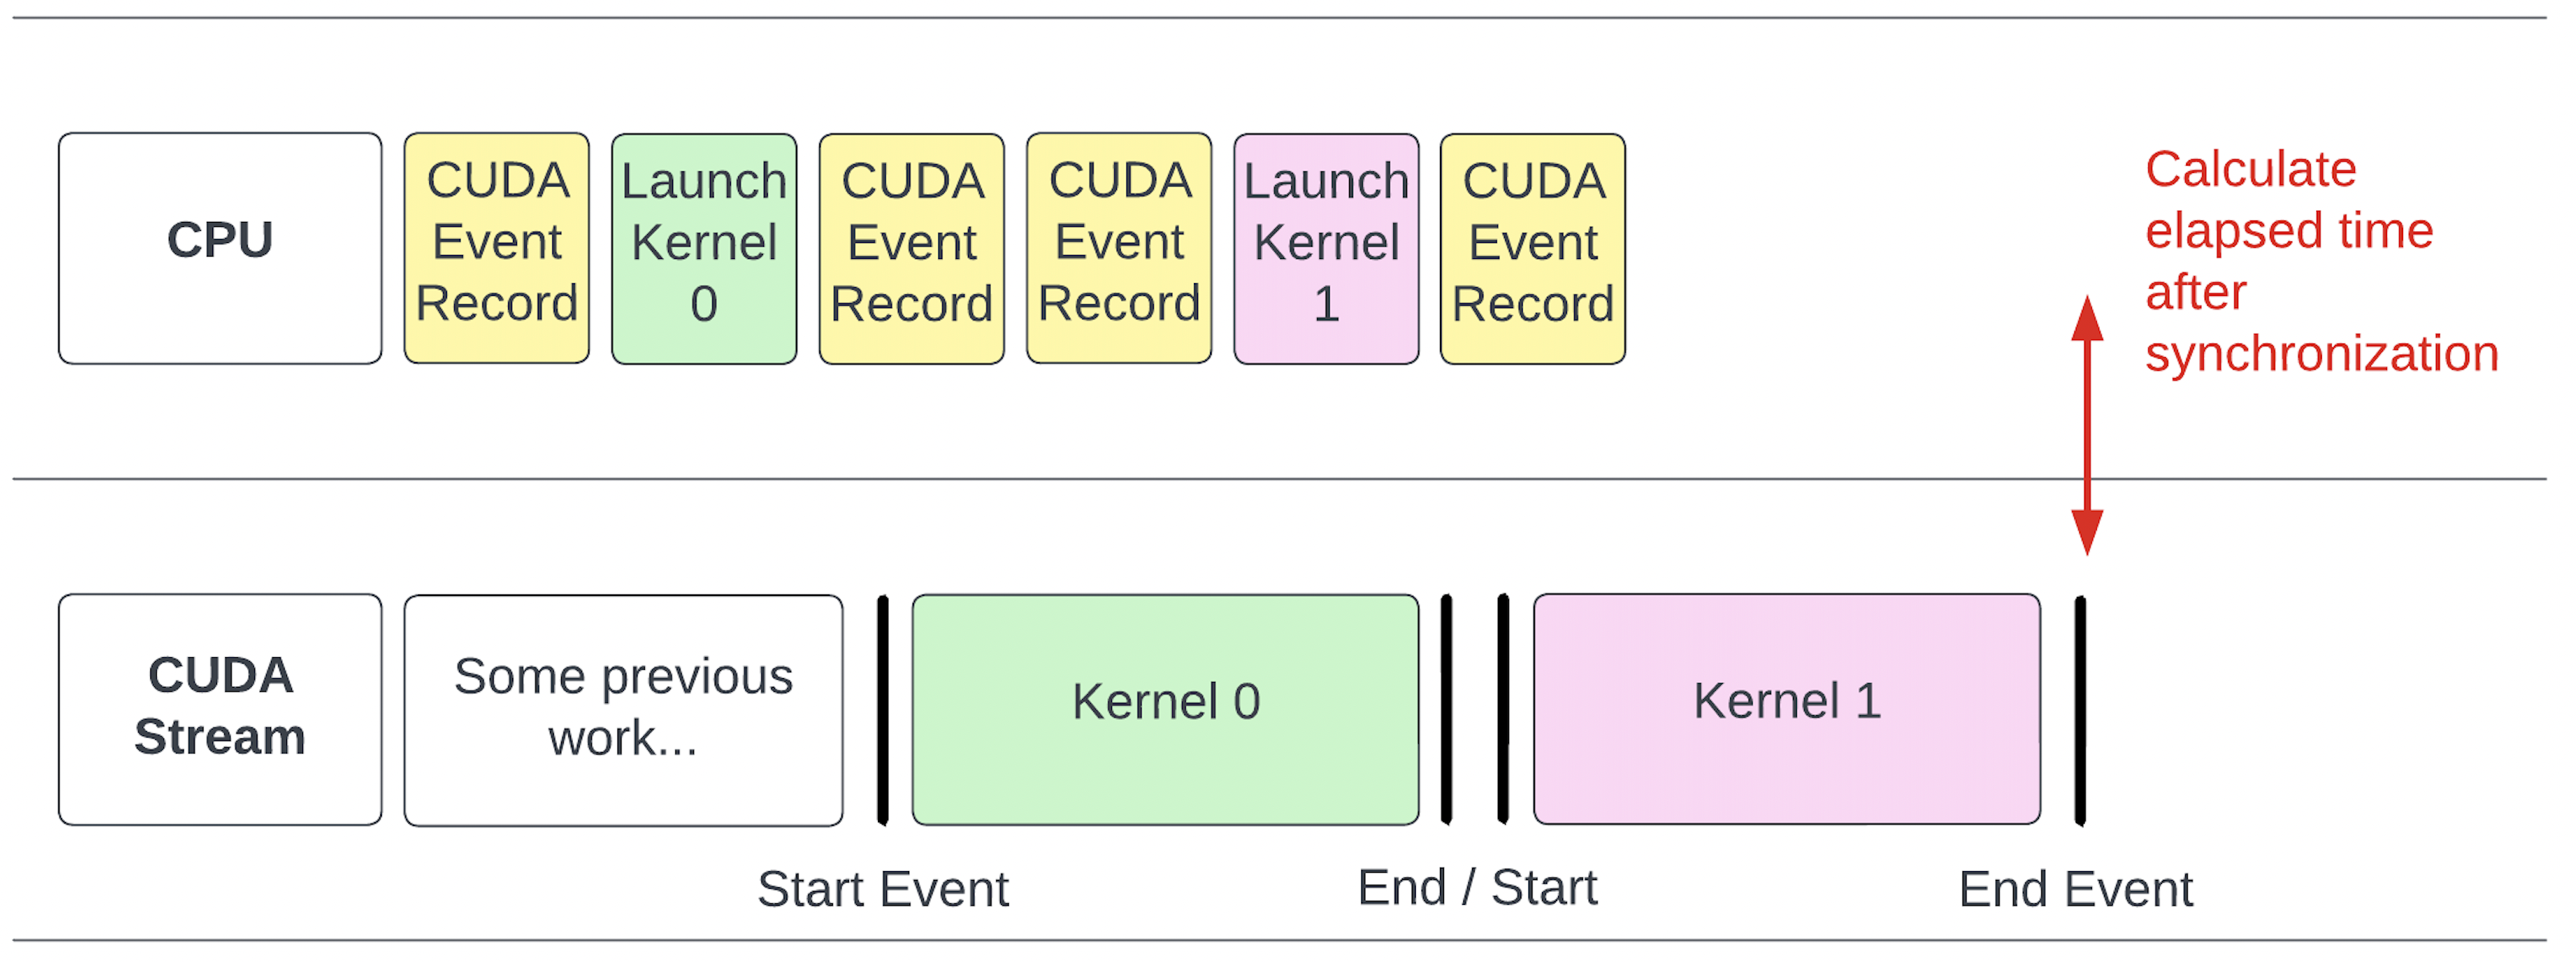 CPU
CUDA
Event
Record
Launch
Kernel
0
CUDA
Event
Record
CUDA
Event
Record
Launch
Kernel
1
CUDA
Event
Record
Calculate
elapsed time
after
synchronization
CUDA
Stream
Some previous
work...
Kernel 0
Kernel 1
Start Event
End / Start
End Event